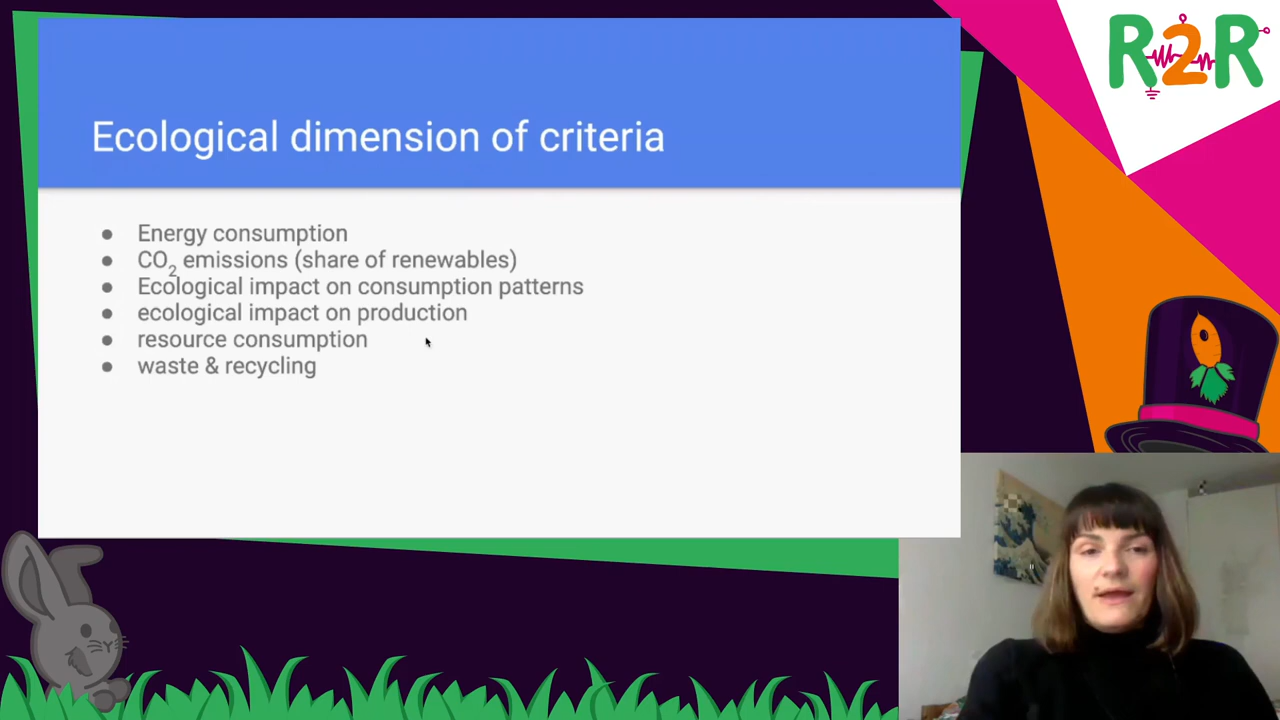 R2R
Ecological dimension of criteria
Energy consumption
CO2 emissions (share of renewables)
Ecological impact on consumption patterns
ecological impact on production
resource consumption
waste & recycling